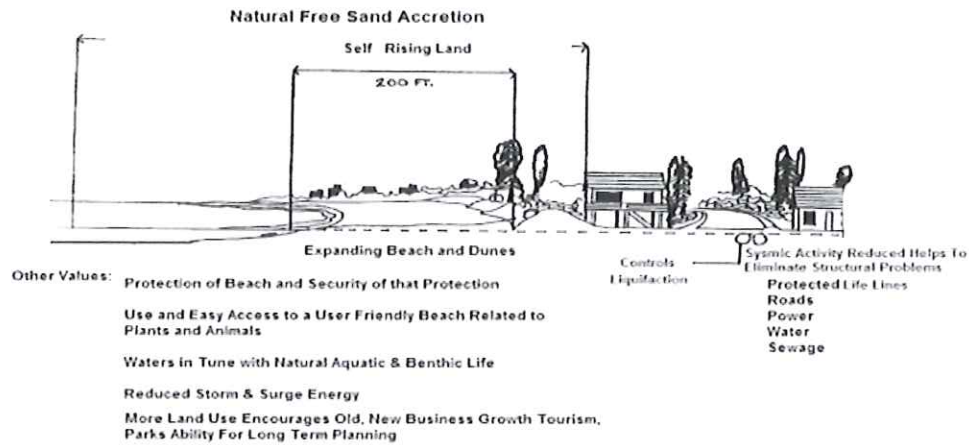 Natural Free Sand Accretion
Self Rising Land
200 FT.
Expanding Beach and Dunes
Controls
Liquifaction
Sysmic Activity Reduced Helps To
Eliminate Structural Problems
Protected Life Lines
Roads
Power
Water
Sewage
Other Values:
Protection of Beach and Security of that Protection
Use and Easy Access to a User Friendly Beach Related to
Plants and Animals
Waters in Tune with Natural Aquatic & Benthic Life
Reduced Storm & Surge Energy
More Land Use Encourages Old, New Business Growth Tourism,
Parks Ability For Long Term Planning